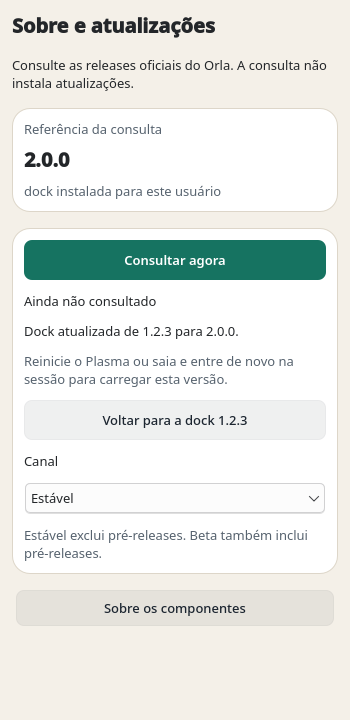 Sobre e atualizações
Consulte as releases oficiais do Orla. A consulta não
instala atualizações.
Referência da consulta
2.0.0
dock instalada para este usuário
Consultar agora
Ainda não consultado
Dock atualizada de 1.2.3 para 2.0.0.
Reinicie o Plasma ou saia e entre de novo na
sessão para carregar esta versão.
Voltar para a dock 1.2.3
Canal
Estável
Estável exclui pré-releases. Beta também inclui
pré-releases.
Sobre os componentes